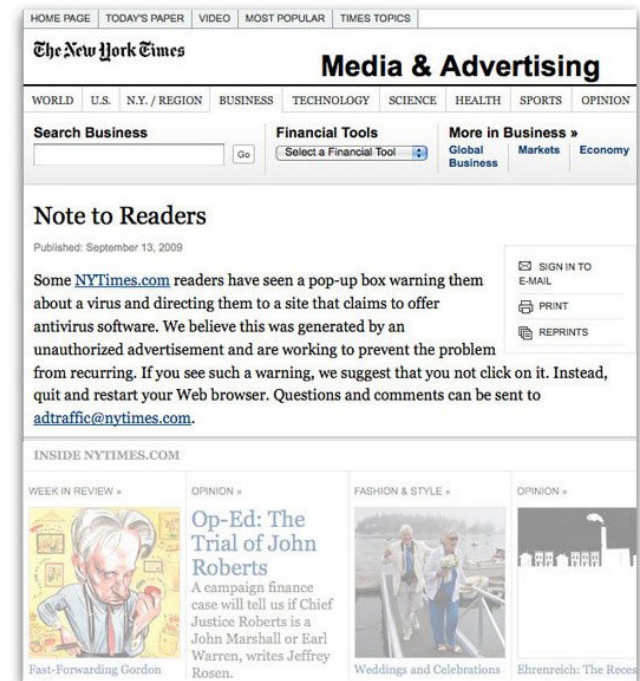 HOME PAGE TODAY'S PAPER VIDEO MOST POPULAR TIMES TOPICS
The New York Times
Media & Advertising
WORLD U.S. N.Y. / REGION BUSINESS TECHNOLOGY SCIENCE HEALTH SPORTS OPINION
Search Business
Go
Financial Tools
Select a Financial Tool
More in Business »
Global Business Markets Economy
Note to Readers
Published: September 13, 2009
SIGN IN TO
E-MAIL
PRINT
REPRINTS
Some NYTimes.com readers have seen a pop-up box warning them
about a virus and directing them to a site that claims to offer
antivirus software. We believe this was generated by an
unauthorized advertisement and are working to prevent the problem
from recurring. If you see such a warning, we suggest that you not click on it. Instead,
quit and restart your Web browser. Questions and comments can be sent to
adtraffic@nytimes.com.
INSIDE NYTIMES.COM
WEEK IN REVIEW »
Fast-Forwarding Gordon
OPINION »
Op-Ed: The
Trial of John
Roberts
A campaign finance
case will tell us if Chief
Justice Roberts is a
John Marshall or Earl
Warren, writes Jeffrey
Rosen.
FASHION & STYLE »
Weddings and Celebrations
OPINION »
Ehrenreich: The Reces